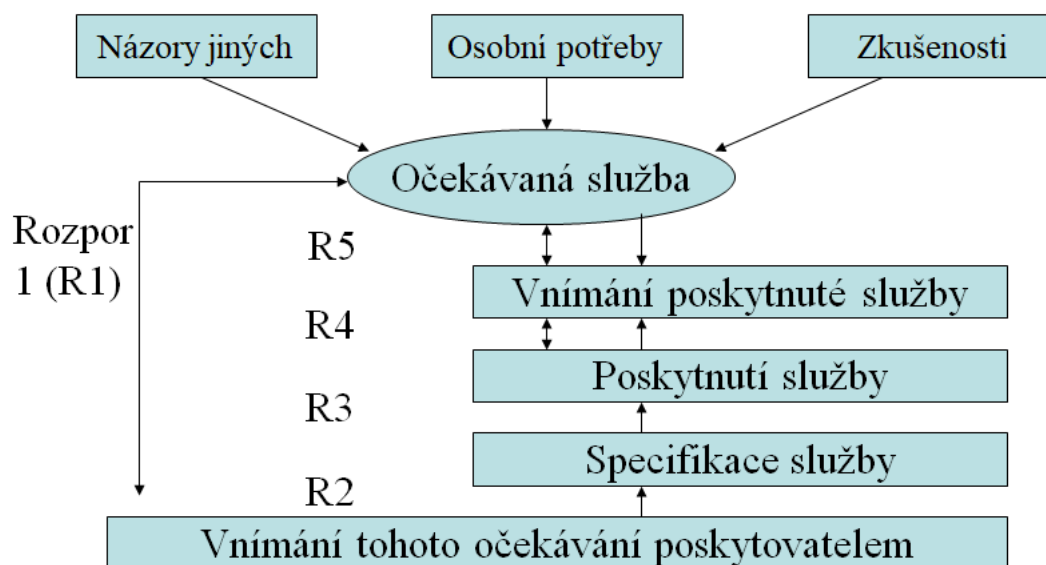 Názory jiných
Osobní potřeby
Zkušenosti
Očekávaná služba
Rozpor
1 (R1)
R5
Vnímání poskytnuté služby
R4
Poskytnutí služby
R3
Specifikace služby
R2
Vnímání tohoto očekávání poskytovatelem